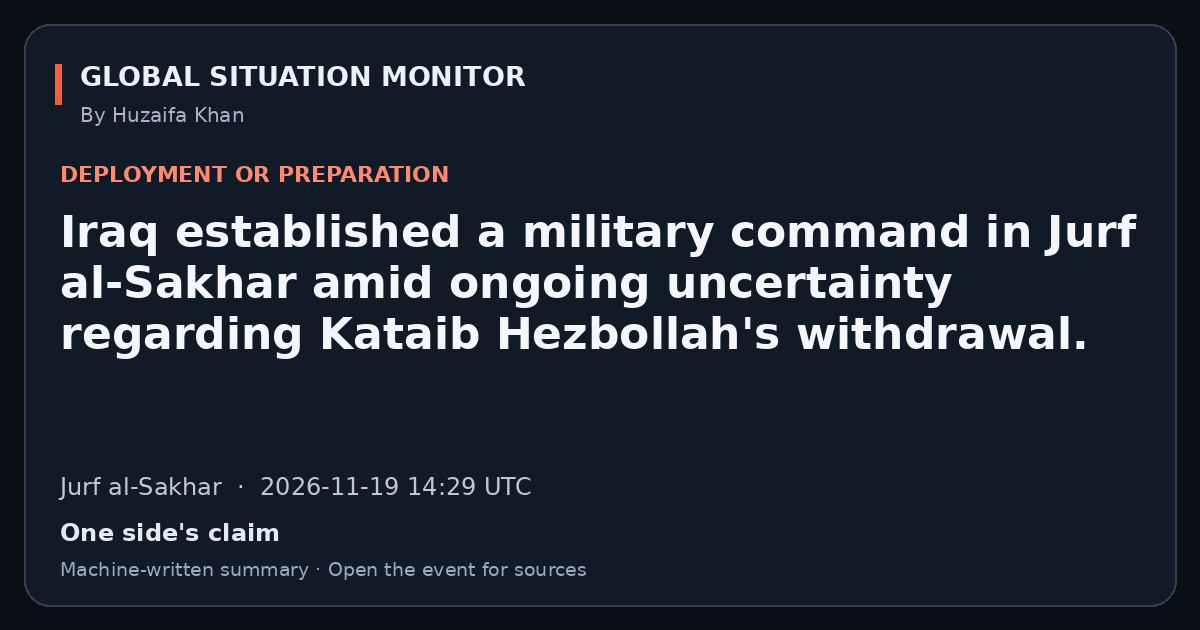 GLOBAL SITUATION MONITOR
By Huzaifa Khan
DEPLOYMENT OR PREPARATION
Iraq established a military command in Jurf
al-Sakhar amid ongoing uncertainty
regarding Kataib Hezbollah's withdrawal.
Jurf al-Sakhar · 2026-11-19 14:29 UTC
One side's claim
Machine-written summary · Open the event for sources